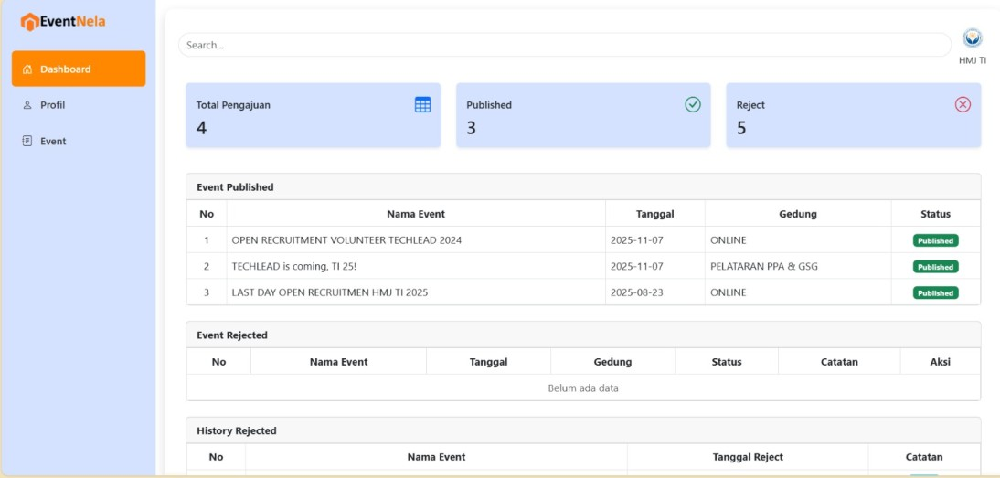 EventNela
Search...
HMJ TI
Dashboard
Profil
Event
Total Pengajuan
4
Published
3
Reject
5
Event Published
No Nama Event Tanggal Gedung Status
1 OPEN RECRUITMENT VOLUNTEER TECHLEAD 2024 2025-11-07 ONLINE Published
2 TECHLEAD is coming, TI 25! 2025-11-07 PELATARAN PPA & GSG Published
3 LAST DAY OPEN RECRUITMEN HMJ TI 2025 2025-08-23 ONLINE Published
Event Rejected
No Nama Event Tanggal Gedung Status Catatan Aksi
Belum ada data
History Rejected
No Nama Event Tanggal Reject Catatan